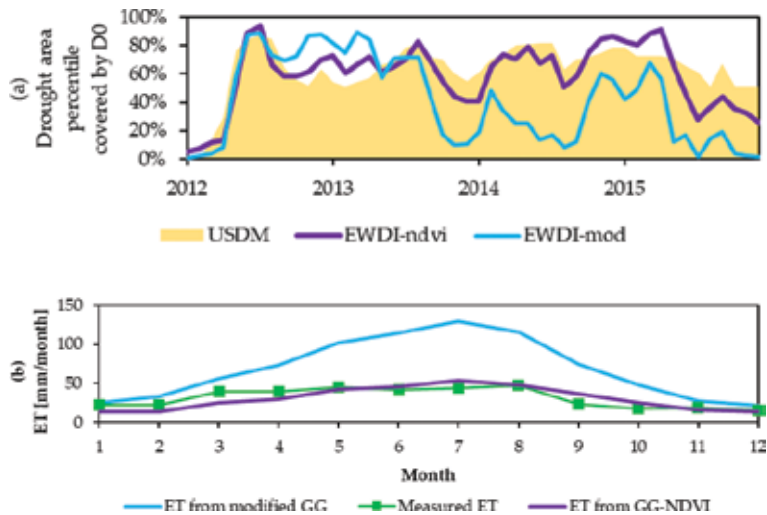 (a)
Drought area
percentile
covered by D0
100%
80%
60%
40%
20%
0%
2012 2013 2014 2015
USDM EWDI-ndvi EWDI-mod
(b)
ET [mm/month]
150
100
50
0
1 2 3 4 5 6 7 8 9 10 11 12
Month
ET from modified GG Measured ET ET from GG-NDVI